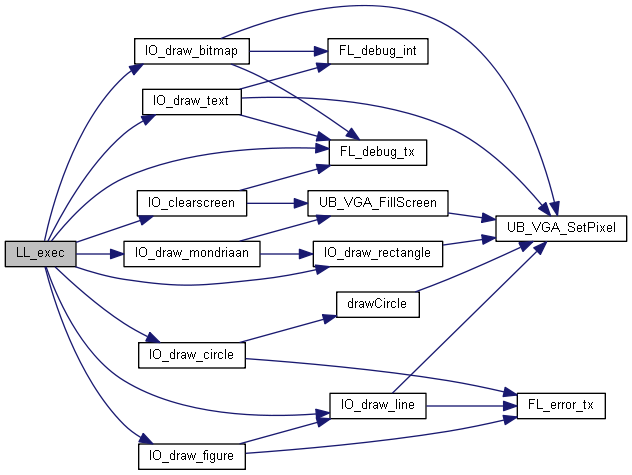 IO_draw_bitmap
FL_debug_int
IO_draw_text
FL_debug_tx
IO_clearscreen
UB_VGA_FillScreen
UB_VGA_SetPixel
LL_exec
IO_draw_mondriaan
IO_draw_rectangle
drawCircle
IO_draw_circle
IO_draw_line
FL_error_tx
IO_draw_figure